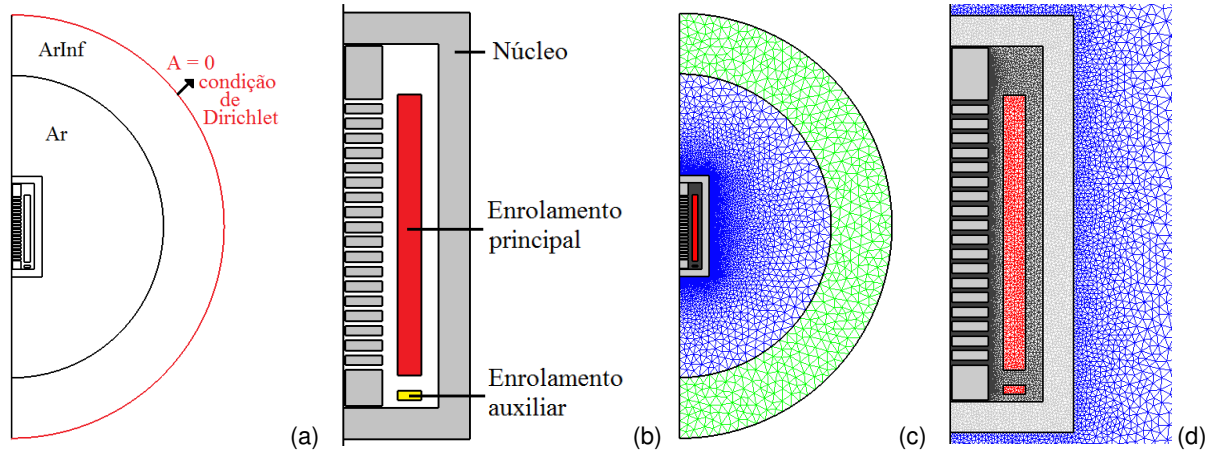 ArInf
A = 0
condição
de
Dirichlet
Ar
(a)
Núcleo
Enrolamento
principal
Enrolamento
auxiliar
(b)
(c)
(d)